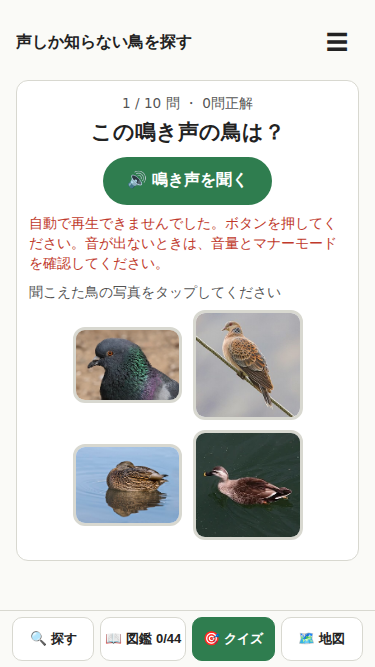 声しか知らない鳥を探す
1 / 10 問 ・ 0問正解
この鳴き声の鳥は？
🔊 鳴き声を聞く
自動で再生できませんでした。ボタンを押してく
ださい。音が出ないときは、音量とマナーモード
を確認してください。
聞こえた鳥の写真をタップしてください
🔍 探す
📖 図鑑 0/44
🎯 クイズ
🗺️ 地図